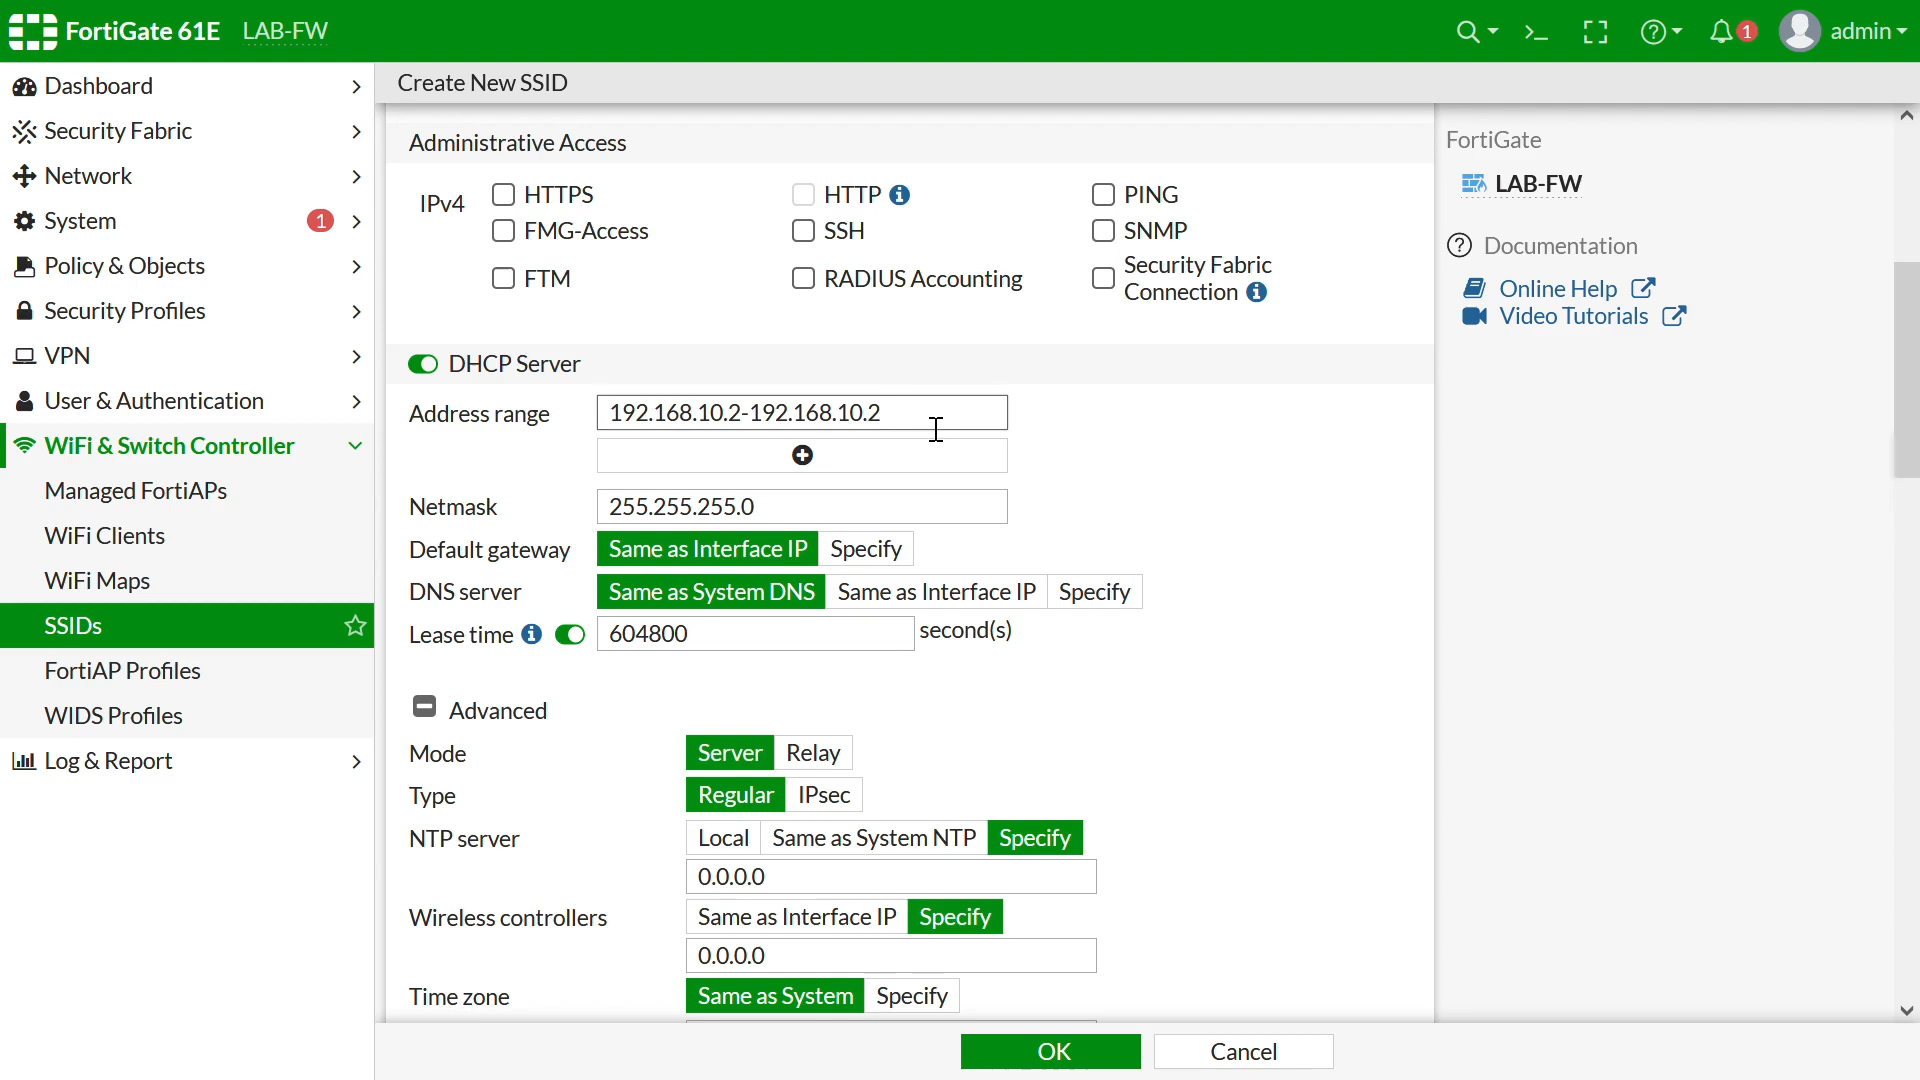 FortiGate 61E LAB-FW
1 admin
Dashboard
Security Fabric
Network
System 1
Policy & Objects
Security Profiles
VPN
User & Authentication
WiFi & Switch Controller
Managed FortiAPs
WiFi Clients
WiFi Maps
SSIDs
FortiAP Profiles
WIDS Profiles
Log & Report
Create New SSID
Administrative Access
IPv4
HTTPS HTTP PING
FMG-Access SSH SNMP
FTM RADIUS Accounting Security Fabric
Connection
DHCP Server
Address range 192.168.10.2-192.168.10.2
Netmask 255.255.255.0
Default gateway Same as Interface IP Specify
DNS server Same as System DNS Same as Interface IP Specify
Lease time 604800 second(s)
Advanced
Mode Server Relay
Type Regular IPsec
NTP server Local Same as System NTP Specify
0.0.0.0
Wireless controllers Same as Interface IP Specify
0.0.0.0
Time zone Same as System Specify
OK Cancel
FortiGate
LAB-FW
Documentation
Online Help
Video Tutorials